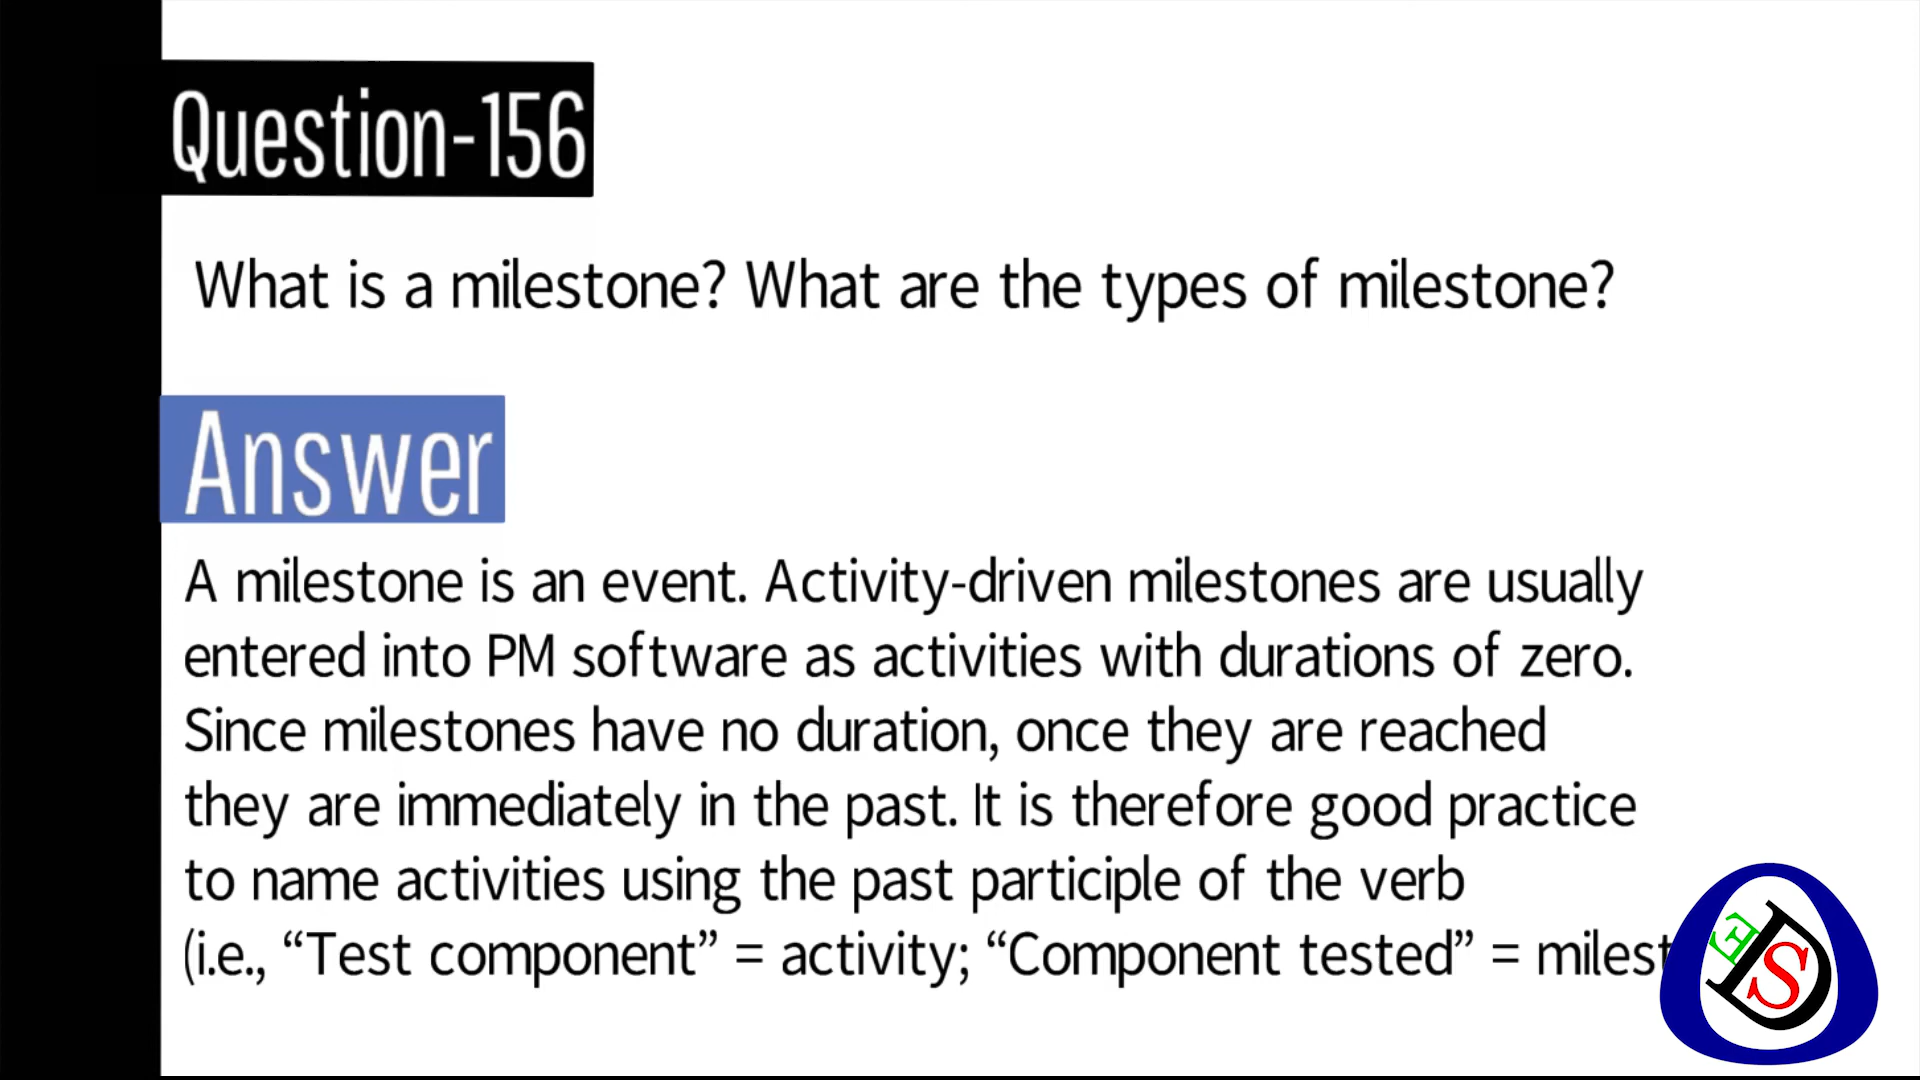 Question-156
What is a milestone? What are the types of milestone?
Answer
A milestone is an event. Activity-driven milestones are usually
entered into PM software as activities with durations of zero.
Since milestones have no duration, once they are reached
they are immediately in the past. It is therefore good practice
to name activities using the past participle of the verb
(i.e., “Test component” = activity; “Component tested” = milest
E D S